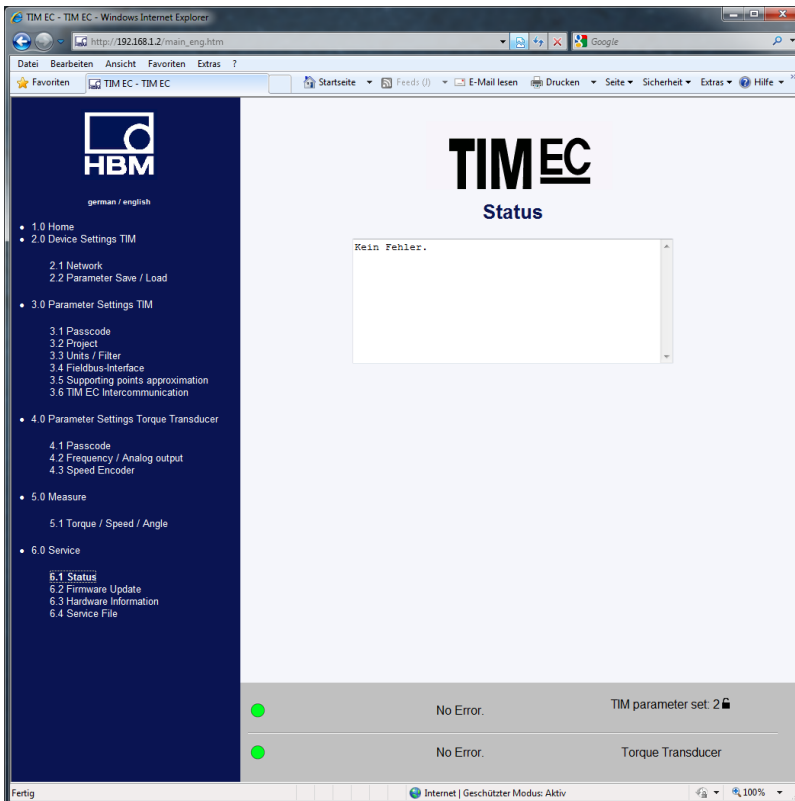 TIM EC - TIM EC - Windows Internet Explorer
http://192.168.1.2/main_eng.htm
Google
Datei Bearbeiten Ansicht Favoriten Extras ?
Favoriten TIM EC - TIM EC Startseite Feeds (J) E-Mail lesen Drucken Seite Sicherheit Extras Hilfe
HBM
german / english
1.0 Home
2.0 Device Settings TIM
2.1 Network
2.2 Parameter Save / Load
3.0 Parameter Settings TIM
3.1 Passcode
3.2 Project
3.3 Units / Filter
3.4 Fieldbus-Interface
3.5 Supporting points approximation
3.6 TIM EC Intercommunication
4.0 Parameter Settings Torque Transducer
4.1 Passcode
4.2 Frequency / Analog output
4.3 Speed Encoder
5.0 Measure
5.1 Torque / Speed / Angle
6.0 Service
6.1 Status
6.2 Firmware Update
6.3 Hardware Information
6.4 Service File
TIM EC
Status
Kein Fehler.
No Error. TIM parameter set: 2
No Error. Torque Transducer
Fertig Internet | Geschützter Modus: Aktiv 100%